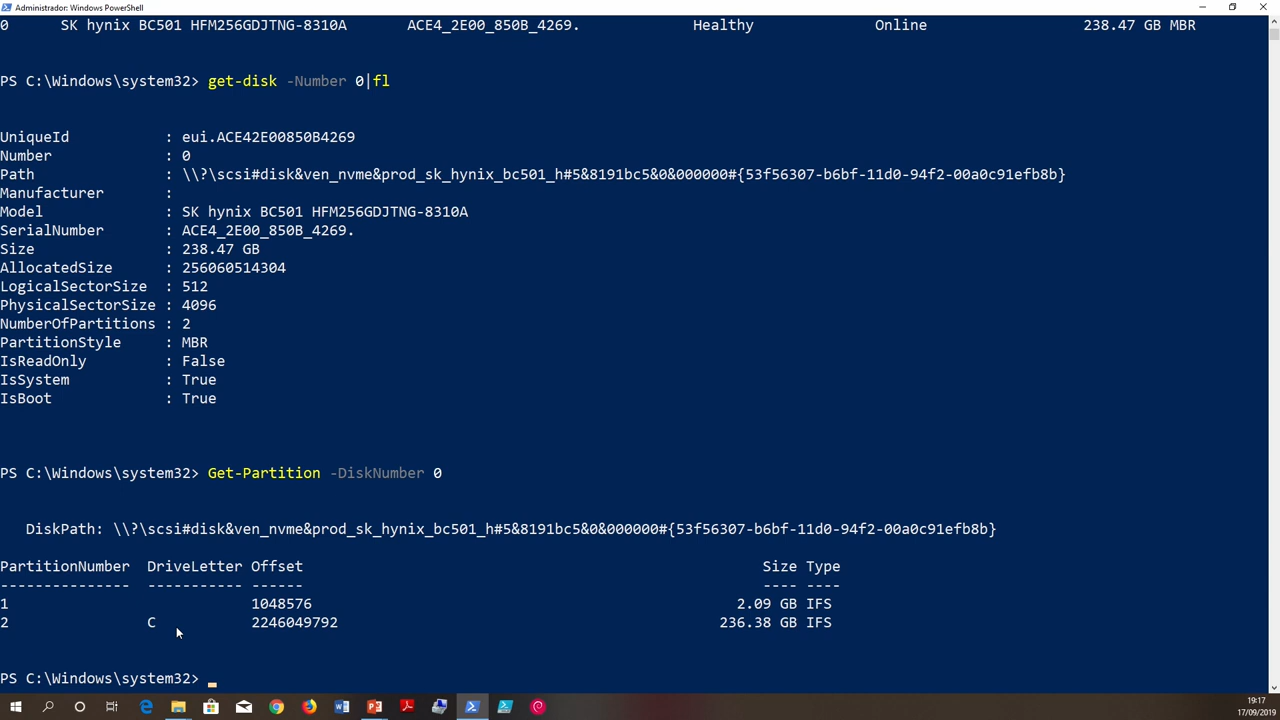 Administrador: Windows PowerShell
0 SK hynix BC501 HFM256GDJTNG-8310A ACE4_2E00_850B_4269. Healthy Online 238.47 GB MBR
PS C:\Windows\system32> get-disk -Number 0|fl
UniqueId : eui.ACE42E00850B4269
Number : 0
Path : \\?\scsi#disk&ven_nvme&prod_sk_hynix_bc501_h#5&8191bc5&0&000000#{53f56307-b6bf-11d0-94f2-00a0c91efb8b}
Manufacturer :
Model : SK hynix BC501 HFM256GDJTNG-8310A
SerialNumber : ACE4_2E00_850B_4269.
Size : 238.47 GB
AllocatedSize : 256060514304
LogicalSectorSize : 512
PhysicalSectorSize : 4096
NumberOfPartitions : 2
PartitionStyle : MBR
IsReadOnly : False
IsSystem : True
IsBoot : True
PS C:\Windows\system32> Get-Partition -DiskNumber 0
DiskPath: \\?\scsi#disk&ven_nvme&prod_sk_hynix_bc501_h#5&8191bc5&0&000000#{53f56307-b6bf-11d0-94f2-00a0c91efb8b}
PartitionNumber DriveLetter Offset Size Type
--------------- ----------- ------ ---- ----
1 1048576 2.09 GB IFS
2 C 2246049792 236.38 GB IFS
PS C:\Windows\system32>
19:17
17/09/2019